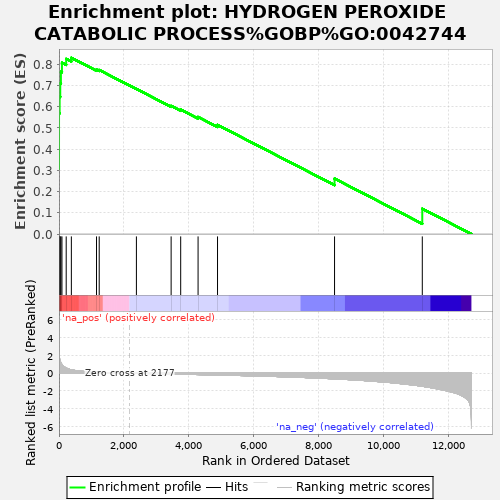 Enrichment plot: HYDROGEN PEROXIDE
CATABOLIC PROCESS%GOBP%GO:0042744
Enrichment score (ES)
0.8
0.7
0.6
0.5
0.4
0.3
0.2
0.1
0.0
'na_pos' (positively correlated)
Ranked list metric (PreRanked)
6
4
2
0
-2
-4
-6
Zero cross at 2177
'na_neg' (negatively correlated)
0 2,000 4,000 6,000 8,000 10,000 12,000
Rank in Ordered Dataset
Enrichment profile Hits Ranking metric scores